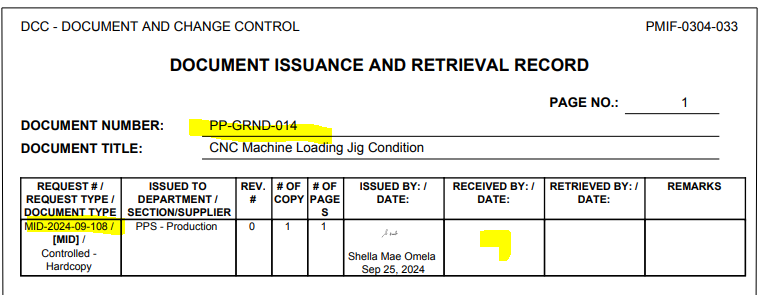 DCC - DOCUMENT AND CHANGE CONTROL PMIF-0304-033
DOCUMENT ISSUANCE AND RETRIEVAL RECORD
PAGE NO.: 1
DOCUMENT NUMBER: PP-GRND-014
DOCUMENT TITLE: CNC Machine Loading Jig Condition
REQUEST # /
REQUEST TYPE /
DOCUMENT TYPE
ISSUED TO
DEPARTMENT /
SECTION/SUPPLIER
REV.
#
# OF
COPY
# OF
PAGE
S
ISSUED BY: /
DATE:
RECEIVED BY: /
DATE:
RETRIEVED BY: /
DATE:
REMARKS
MID-2024-09-108 /
[MID] /
Controlled -
Hardcopy
PPS - Production
0
1
1
Shella Mae Omela
Sep 25, 2024